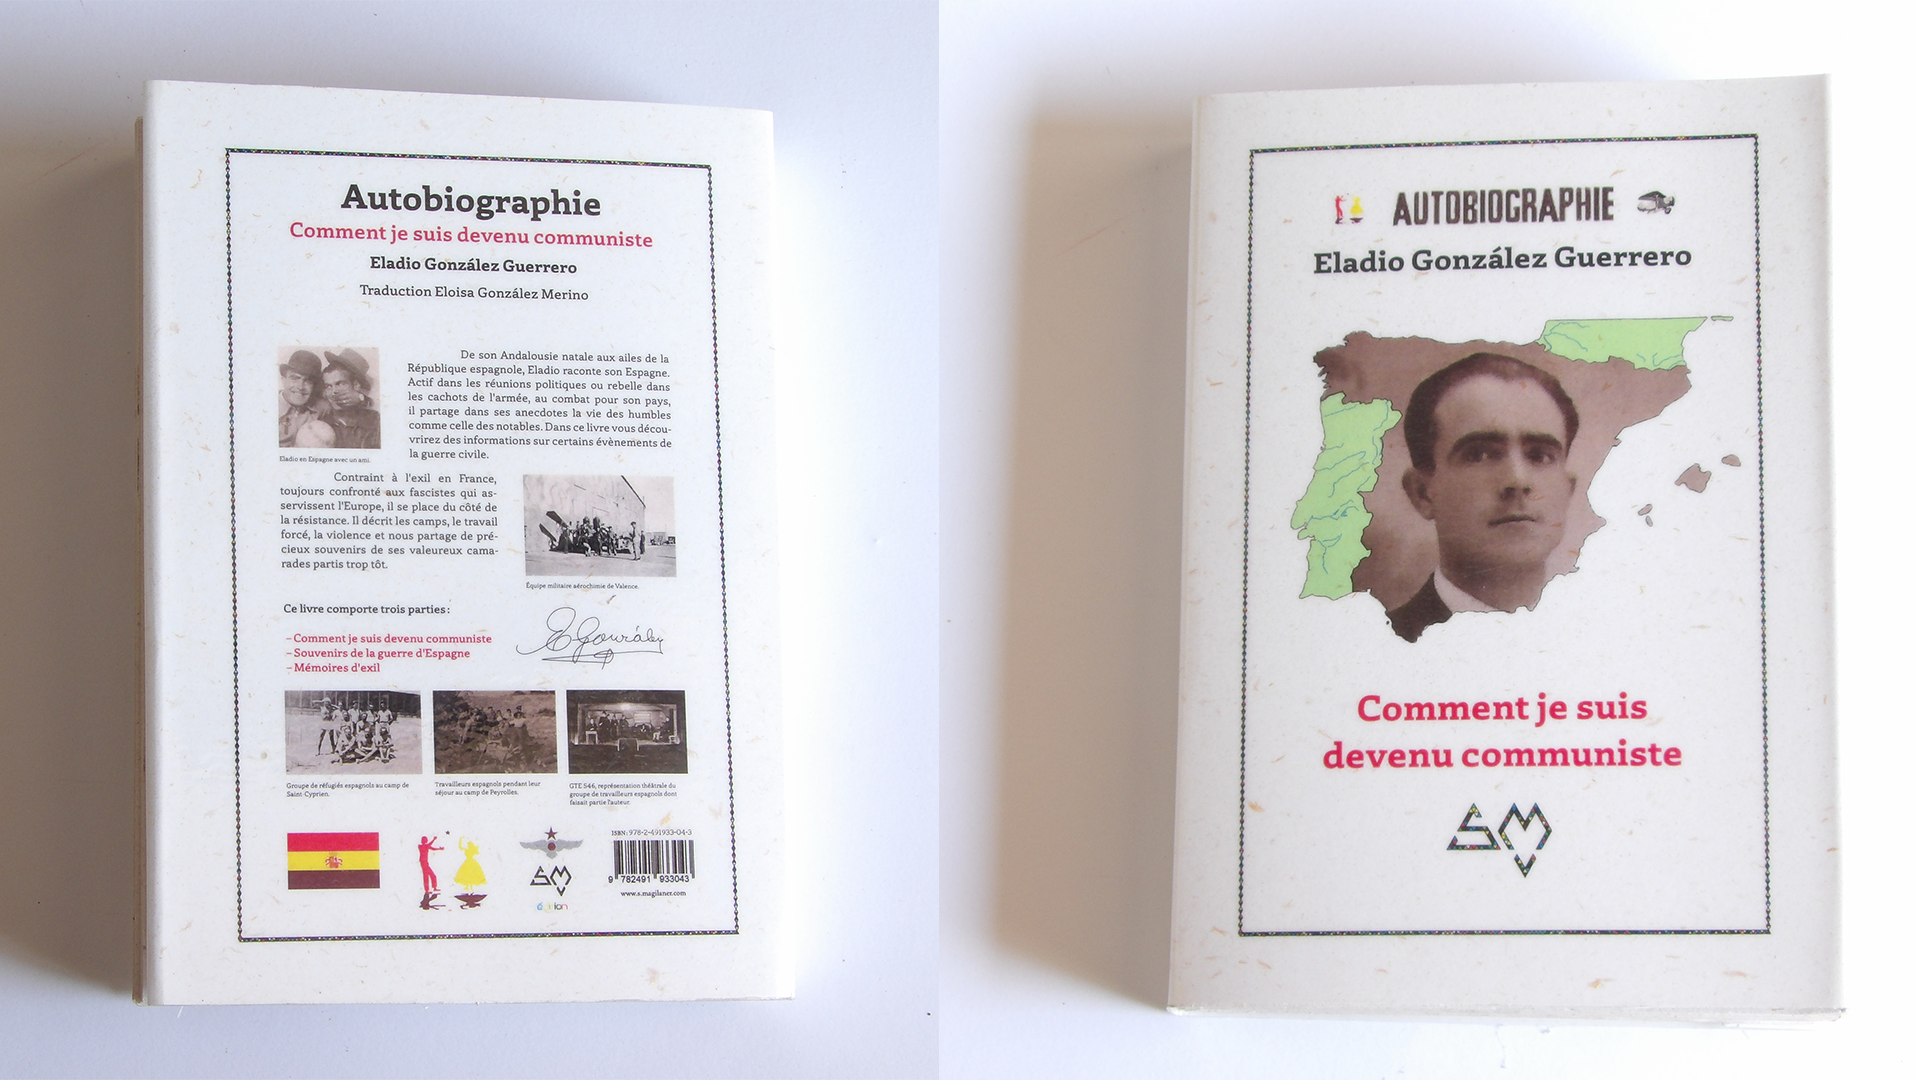 Autobiographie
Comment je suis devenu communiste
Eladio González Guerrero
Traduction Eloisa González Merino
De son Andalousie natale aux ailes de la
République espagnole, Eladio raconte son Espagne.
Actif dans les réunions politiques ou rebelle dans
les cachots de l'armée, au combat pour son pays,
il partage dans ses anecdotes la vie des humbles
comme celle des notables. Dans ce livre vous décou-
vrirez des informations sur certains évènements de
la guerre civile.
Eladio en Espagne avec un ami.
Contraint à l'exil en France,
toujours confronté aux fascistes qui as-
servissent l'Europe, il se place du côté de
la résistance. Il décrit les camps, le travail
forcé, la violence et nous partage de pré-
cieux souvenirs de ses valeureux cama-
rades partis trop tôt.
Équipe militaire aérochimie de Valence.
Ce livre comporte trois parties :
– Comment je suis devenu communiste
– Souvenirs de la guerre d'Espagne
– Mémoires d'exil
E González
Groupe de réfugiés espagnols au camp de
Saint-Cyprien.
Travailleurs espagnols pendant leur
séjour au camp de Peyrolles.
GTE 546, représentation théâtrale du
groupe de travailleurs espagnols dont
faisait partie l'auteur.
ISBN: 978-2-491933-04-3
9 782491 933043
www.s.magilaner.com
SM
AUTOBIOGRAPHIE
Eladio González Guerrero
Comment je suis
devenu communiste
SM